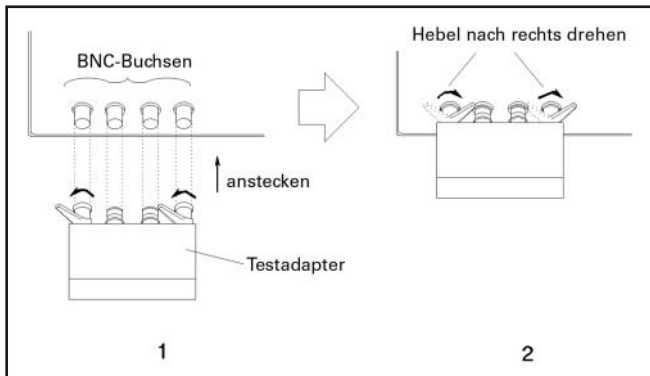 BNC-Buchsen
anstecken
Testadapter
1
Hebel nach rechts drehen
2